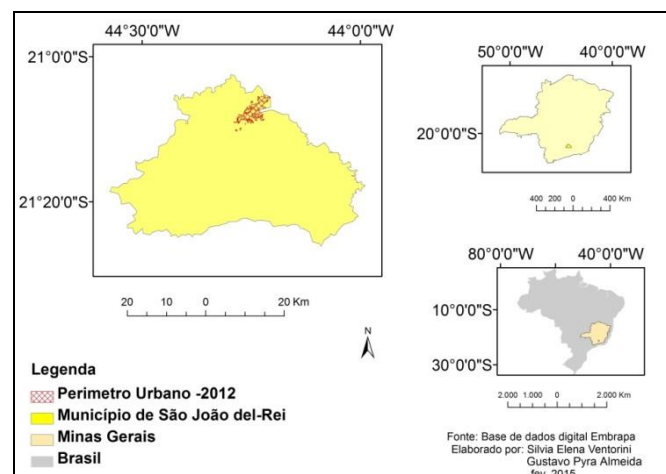 44°30'0"W 44°0'0"W
21°0'0"S
21°20'0"S
20 10 0 20 Km
50°0'0"W 40°0'0"W
20°0'0"S
400 200 0 400 Km
80°0'0"W 40°0'0"W
10°0'0"S
30°0'0"S
2.000 1.000 0 2.000 Km
N
Legenda
Perimetro Urbano -2012
Município de São João del-Rei
Minas Gerais
Brasil
Fonte: Base de dados digital Embrapa
Elaborado por: Silvia Elena Ventorini
Gustavo Pyra Almeida
fev. 2015